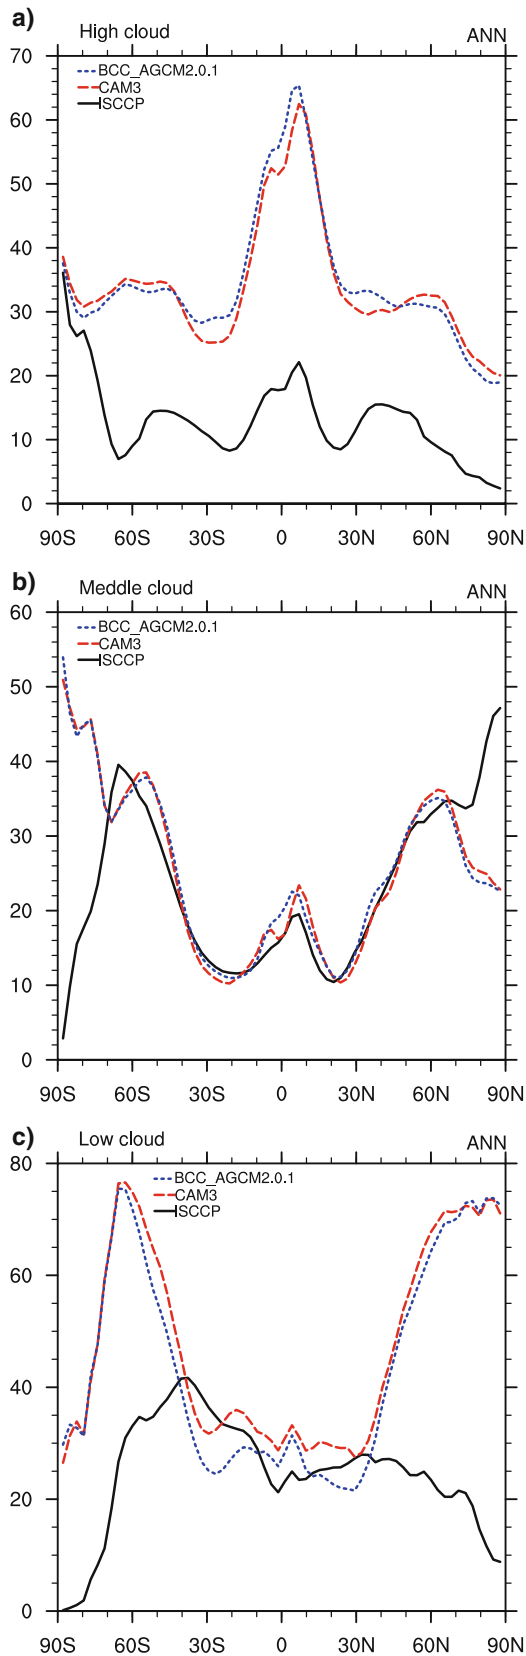 a) High cloud ANN
70
BCC_AGCM2.0.1
CAM3
ISCCP
60
50
40
30
20
10
0
90S 60S 30S 0 30N 60N 90N
b) Meddle cloud ANN
60
BCC_AGCM2.0.1
CAM3
ISCCP
50
40
30
20
10
0
90S 60S 30S 0 30N 60N 90N
c) Low cloud ANN
80
BCC_AGCM2.0.1
CAM3
ISCCP
60
40
20
0
90S 60S 30S 0 30N 60N 90N